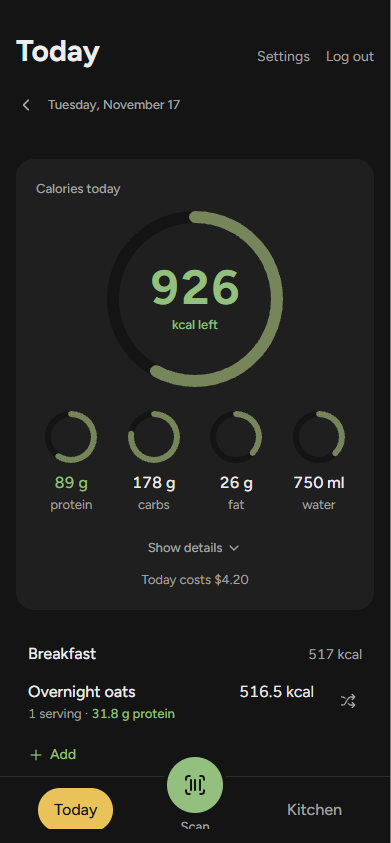 Today
Settings Log out
Tuesday, November 17
Calories today
926
kcal left
89 g 178 g 26 g 750 ml
protein carbs fat water
Show details
Today costs $4.20
Breakfast 517 kcal
Overnight oats 516.5 kcal
1 serving · 31.8 g protein
+ Add
Today Scan Kitchen